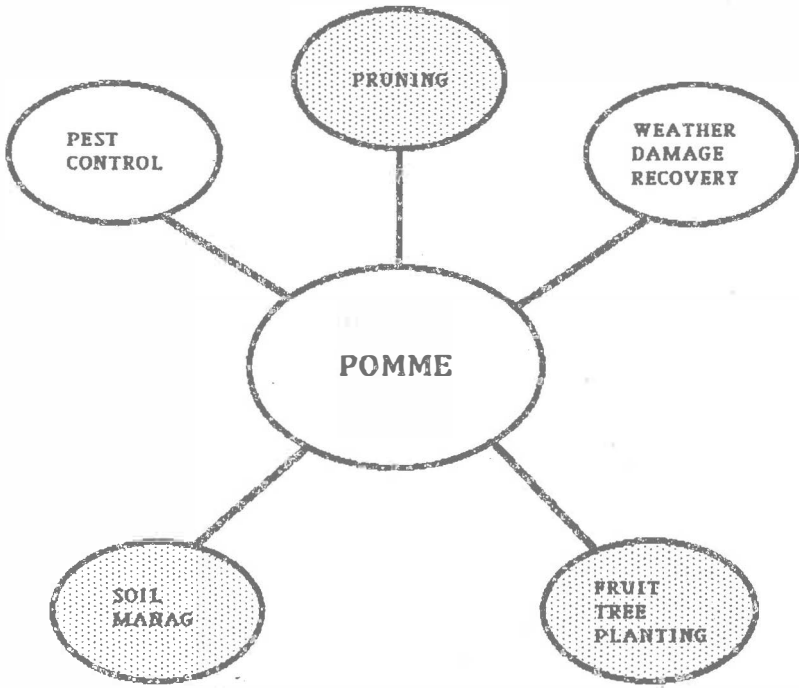 PRUNING
PEST
CONTROL
WEATHER
DAMAGE
RECOVERY
POMME
SOIL
MANAG
FRUIT
TREE
PLANTING